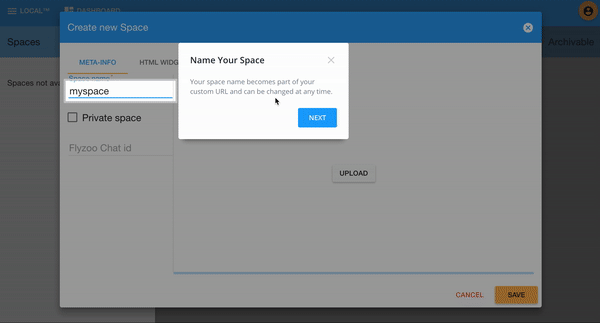 LOCAL
DASHBOARD
Create new Space
Spaces
Archivable
META-INFO
HTML WIDG
Name Your Space
Space name
Spaces not ava
myspace
Your space name becomes part of your
custom URL and can be changed at any time.
NEXT
Private space
Flyzoo Chat id
UPLOAD
CANCEL
SAVE